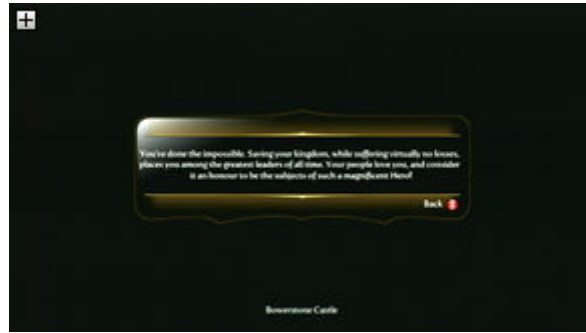 You've done the impossible. Saving your kingdom, while suffering virtually no losses,
places you among the greatest leaders of all time. Your people love you, and consider
it an honour to be the subjects of such a magnificent Hero!
Back B
Bowerstone Castle